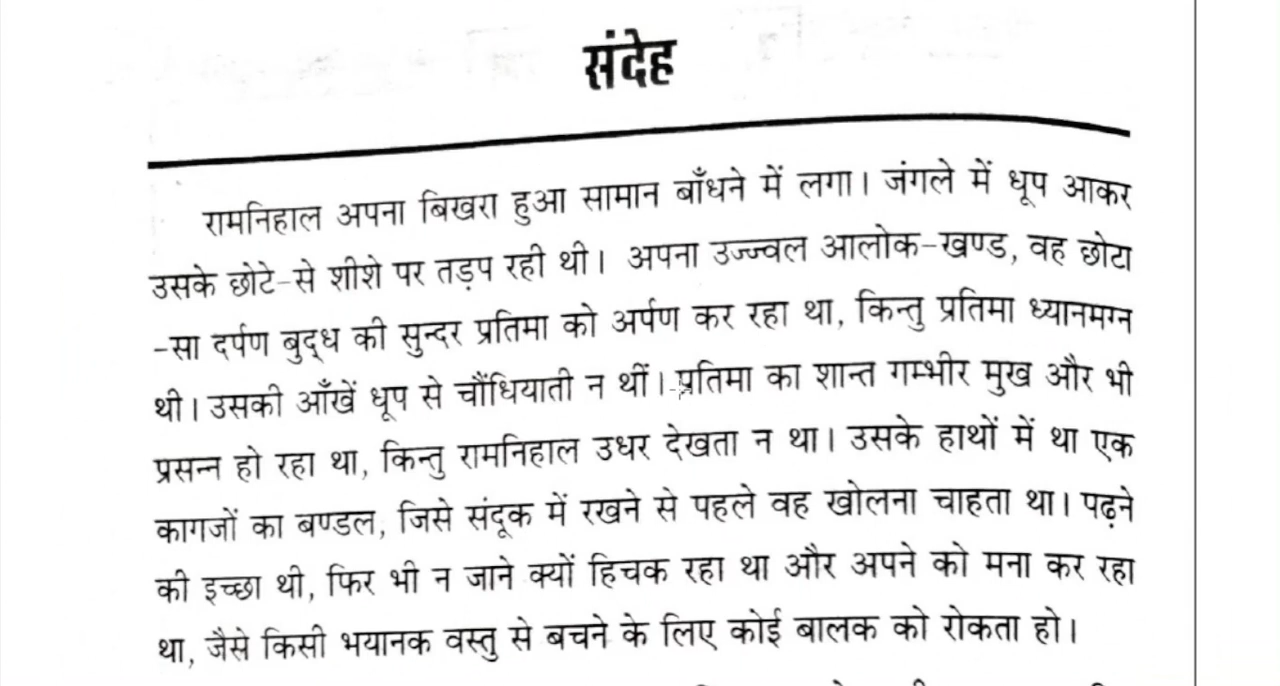 संदेह
रामनिहाल अपना बिखरा हुआ सामान बाँधने में लगा। जंगले में धूप आकर
उसके छोटे-से शीशे पर तड़प रही थी। अपना उज्ज्वल आलोक-खण्ड, वह छोटा
-सा दर्पण बुद्ध की सुन्दर प्रतिमा को अर्पण कर रहा था, किन्तु प्रतिमा ध्यानमग्न
थी। उसकी आँखें धूप से चौंधियाती न थीं। प्रतिमा का शान्त गम्भीर मुख और भी
प्रसन्न हो रहा था, किन्तु रामनिहाल उधर देखता न था। उसके हाथों में था एक
कागजों का बण्डल, जिसे संदूक में रखने से पहले वह खोलना चाहता था। पढ़ने
की इच्छा थी, फिर भी न जाने क्यों हिचक रहा था और अपने को मना कर रहा
था, जैसे किसी भयानक वस्तु से बचने के लिए कोई बालक को रोकता हो।